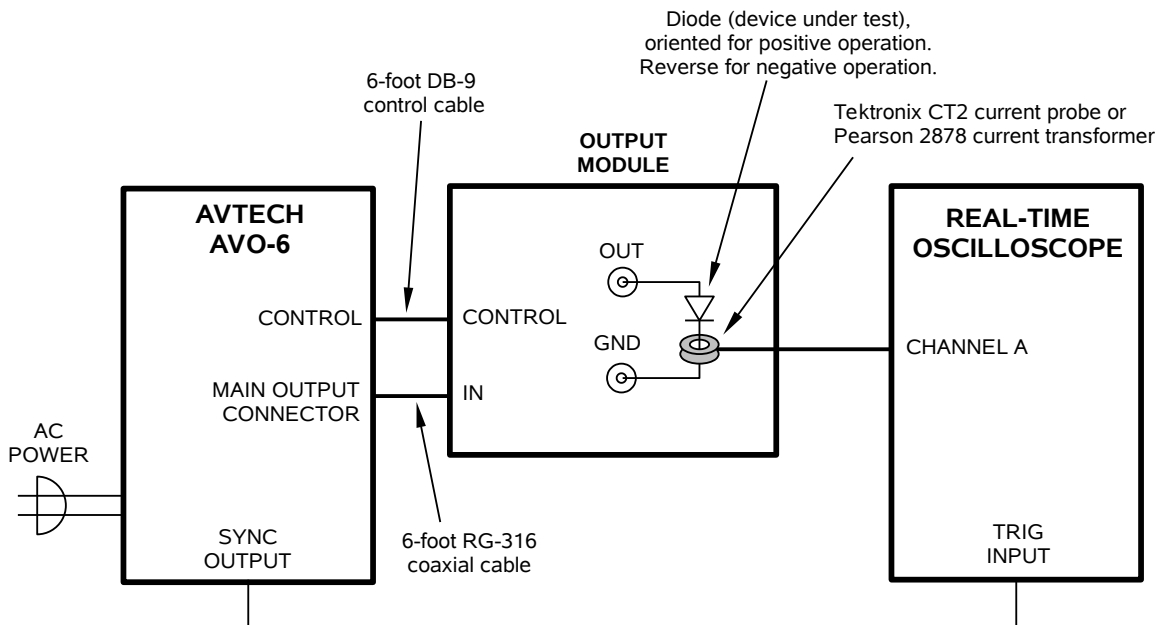 Diode (device under test),
oriented for positive operation.
Reverse for negative operation.
6-foot DB-9
control cable
Tektronix CT2 current probe or
Pearson 2878 current transformer
OUTPUT
MODULE
AVTECH
AVO-6
REAL-TIME
OSCILLOSCOPE
OUT
CONTROL
CONTROL
GND
CHANNEL A
MAIN OUTPUT
CONNECTOR
IN
AC
POWER
SYNC
OUTPUT
6-foot RG-316
coaxial cable
TRIG
INPUT